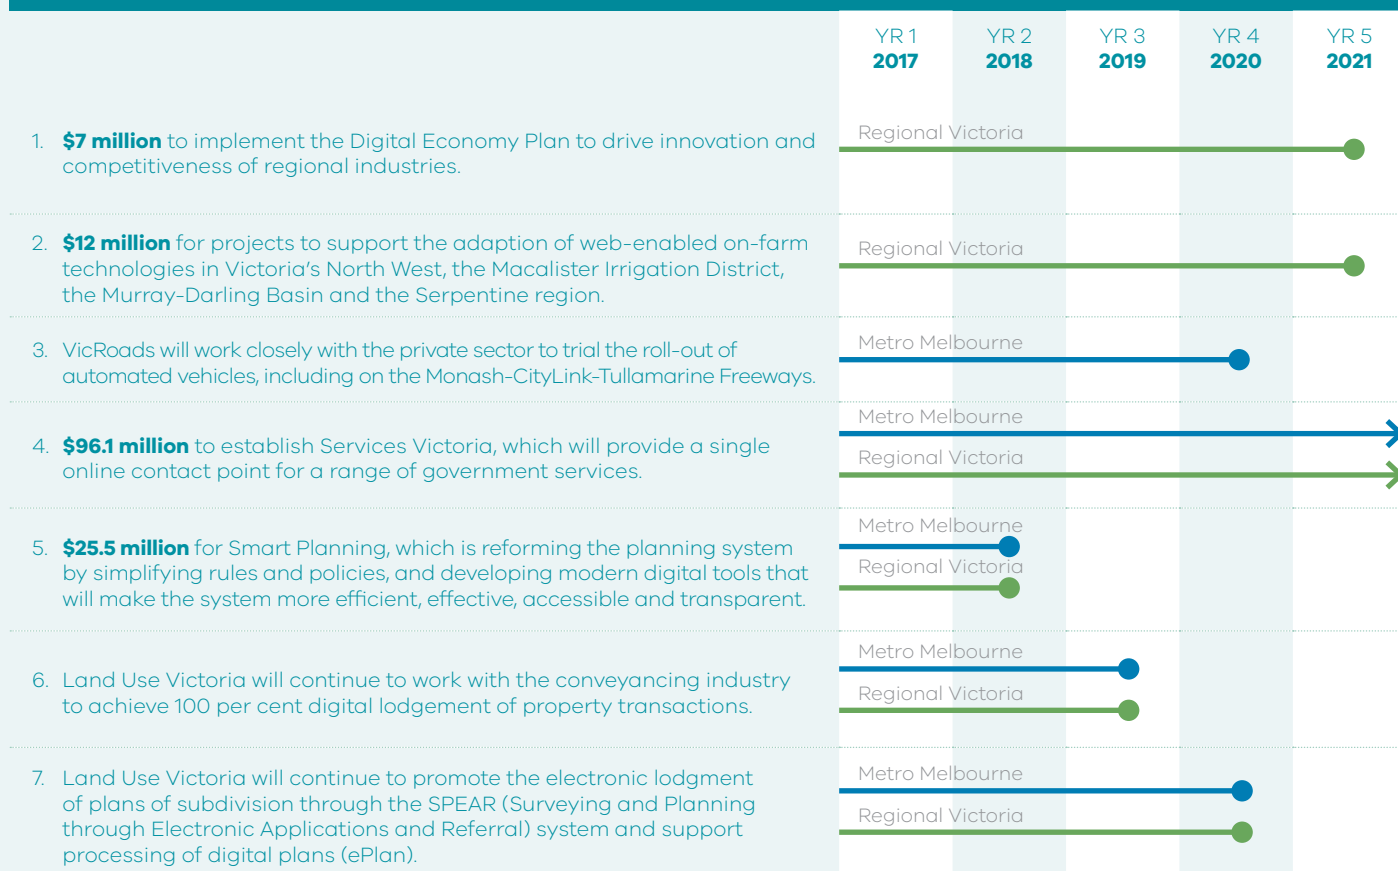 YR 1 YR 2 YR 3 YR 4 YR 5
2017 2018 2019 2020 2021
1. $7 million to implement the Digital Economy Plan to drive innovation and
competitiveness of regional industries.
Regional Victoria
2. $12 million for projects to support the adaption of web-enabled on-farm
technologies in Victoria’s North West, the Macalister Irrigation District,
the Murray-Darling Basin and the Serpentine region.
Regional Victoria
3. VicRoads will work closely with the private sector to trial the roll-out of
automated vehicles, including on the Monash-CityLink-Tullamarine Freeways.
Metro Melbourne
4. $96.1 million to establish Services Victoria, which will provide a single
online contact point for a range of government services.
Metro Melbourne
Regional Victoria
5. $25.5 million for Smart Planning, which is reforming the planning system
by simplifying rules and policies, and developing modern digital tools that
will make the system more efficient, effective, accessible and transparent.
Metro Melbourne
Regional Victoria
6. Land Use Victoria will continue to work with the conveyancing industry
to achieve 100 per cent digital lodgement of property transactions.
Metro Melbourne
Regional Victoria
7. Land Use Victoria will continue to promote the electronic lodgment
of plans of subdivision through the SPEAR (Surveying and Planning
through Electronic Applications and Referral) system and support
processing of digital plans (ePlan).
Metro Melbourne
Regional Victoria